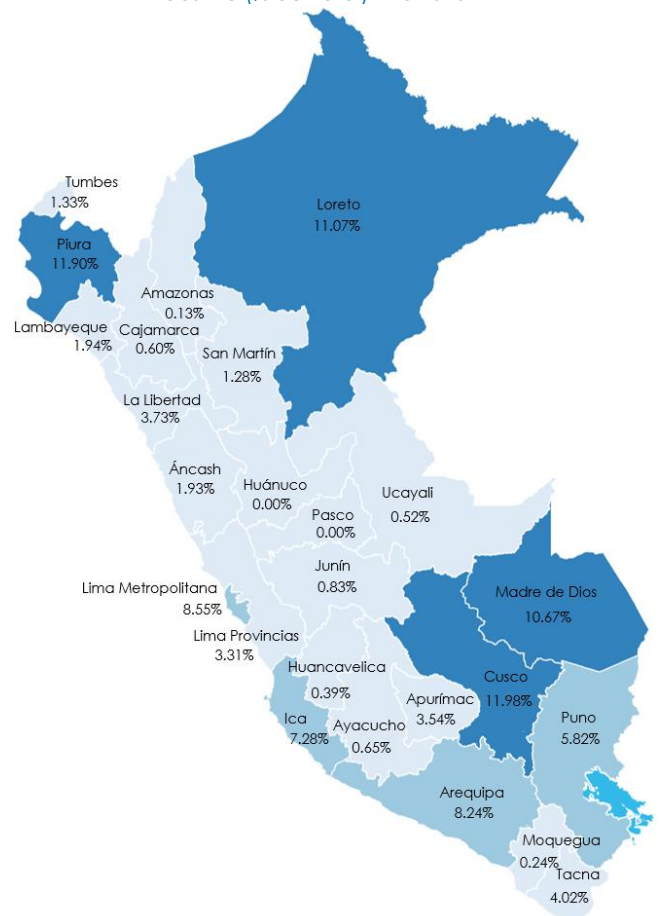 Tumbes
1.33%
Loreto
11.07%
Piura
11.90%
Amazonas
0.13%
Lambayeque
1.94%
Cajamarca
0.60%
San Martín
1.28%
La Libertad
3.73%
Áncash
1.93%
Huánuco
0.00%
Ucayali
0.52%
Pasco
0.00%
Junín
0.83%
Lima Metropolitana
8.55%
Madre de Dios
10.67%
Lima Provincias
3.31%
Huancavelica
0.39%
Cusco
11.98%
Apurímac
3.54%
Ica
7.28%
Puno
5.82%
Ayacucho
0.65%
Arequipa
8.24%
Moquegua
0.24%
Tacna
4.02%